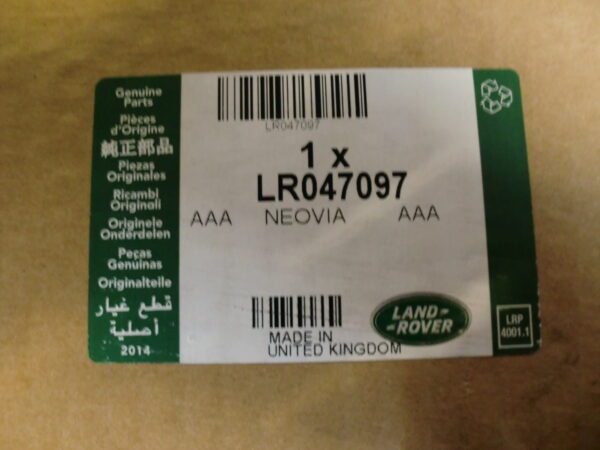 Genuine
Parts
Pièces
d'Origine
純正部品
Piezas
Originales
Ricambi
Originali
Originele
Onderdelen
Peças
Genuinas
Originalteile
قطع غيار
أصلية
2014
LR047097
1 x
LR047097
AAA NEOVIA AAA
MADE IN
UNITED KINGDOM
LAND
ROVER
LRP
4001.1